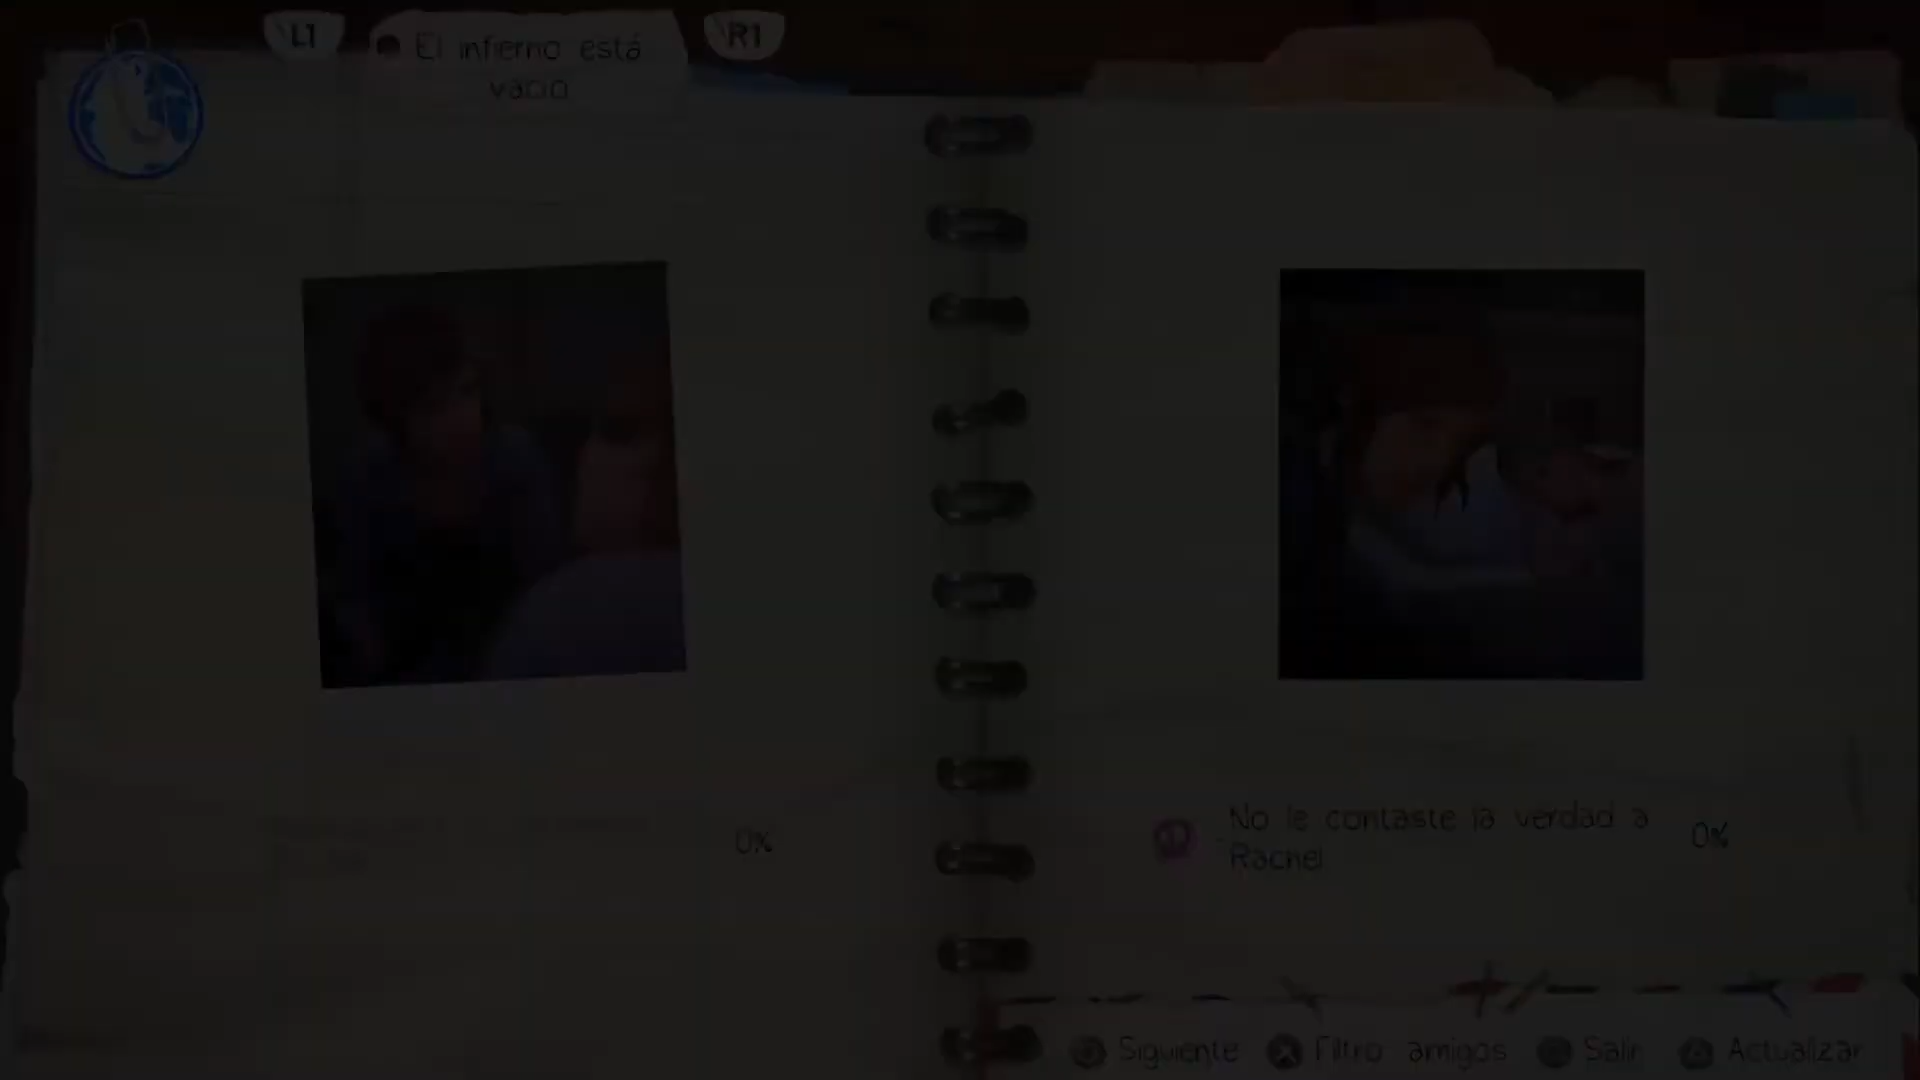 L1
El infierno está
vacío
R1
0%
No le contaste la verdad a
Rachel
0%
Siguiente
Filtro amigos
Salir
Actualizar